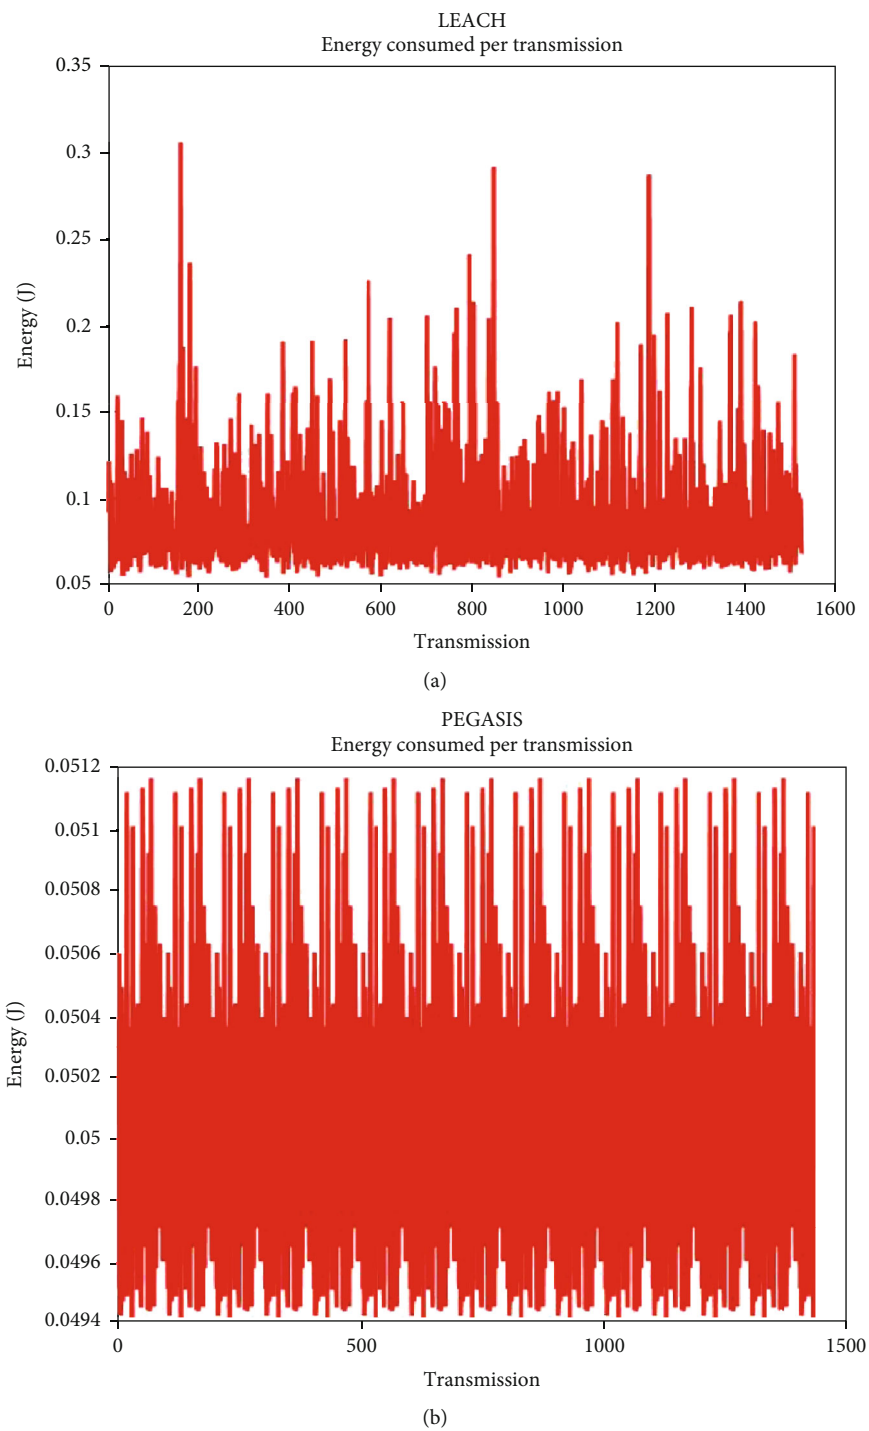 LEACH
Energy consumed per transmission
0.35
0.3
0.25
0.2
0.15
0.1
0.05
Energy (J)
0 200 400 600 800 1000 1200 1400 1600
Transmission
(a)
PEGASIS
Energy consumed per transmission
0.0512
0.051
0.0508
0.0506
0.0504
0.0502
0.05
0.0498
0.0496
0.0494
Energy (J)
0 500 1000 1500
Transmission
(b)